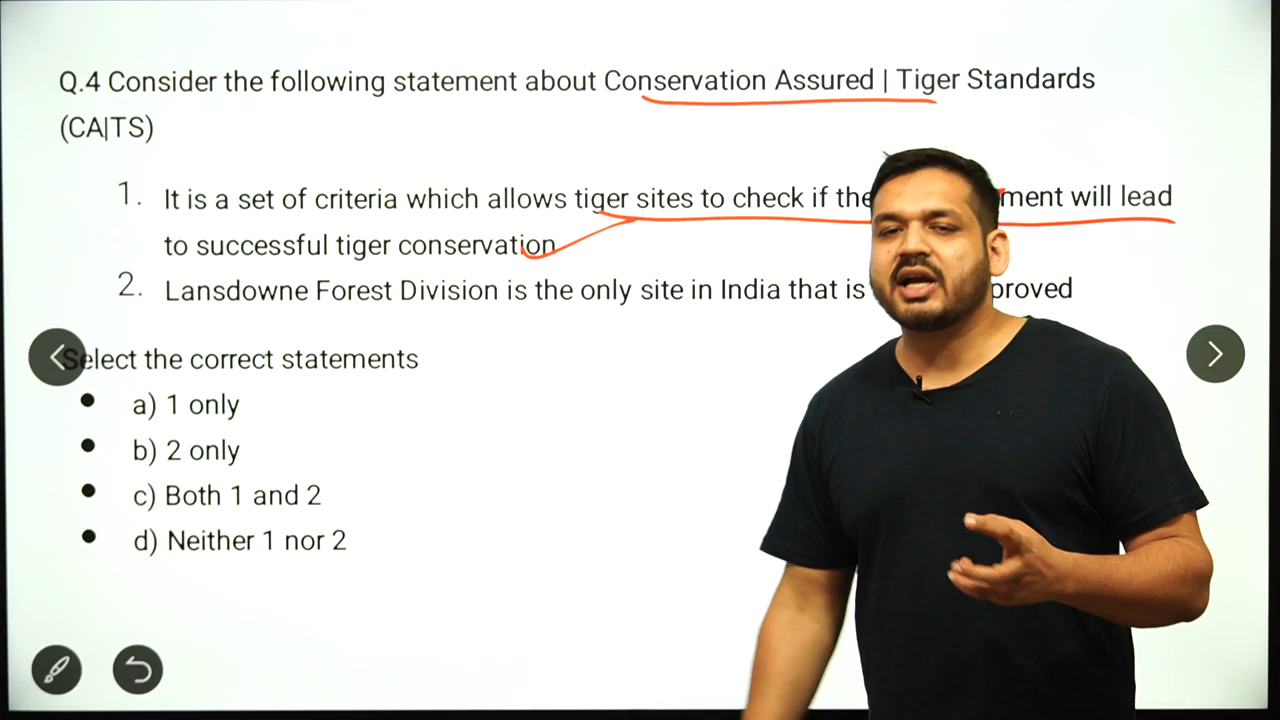 Q.4 Consider the following statement about Conservation Assured | Tiger Standards
(CA|TS)
1. It is a set of criteria which allows tiger sites to check if the ment will lead
to successful tiger conservation
2. Lansdowne Forest Division is the only site in India that is proved
Select the correct statements
a) 1 only
b) 2 only
c) Both 1 and 2
d) Neither 1 nor 2